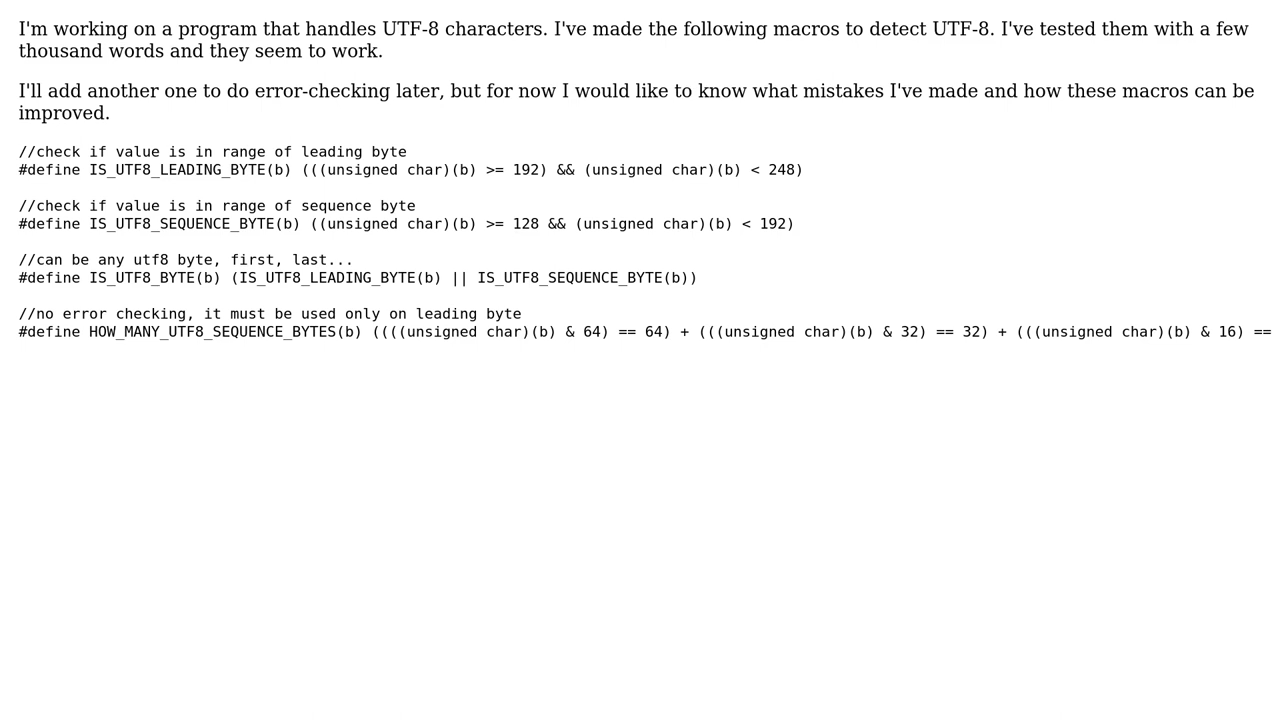 I'm working on a program that handles UTF-8 characters. I've made the following macros to detect UTF-8. I've tested them with a few
thousand words and they seem to work.
I'll add another one to do error-checking later, but for now I would like to know what mistakes I've made and how these macros can be
improved.
//check if value is in range of leading byte
#define IS_UTF8_LEADING_BYTE(b) (((unsigned char)(b) >= 192) && (unsigned char)(b) < 248)
//check if value is in range of sequence byte
#define IS_UTF8_SEQUENCE_BYTE(b) ((unsigned char)(b) >= 128 && (unsigned char)(b) < 192)
//can be any utf8 byte, first, last...
#define IS_UTF8_BYTE(b) (IS_UTF8_LEADING_BYTE(b) || IS_UTF8_SEQUENCE_BYTE(b))
//no error checking, it must be used only on leading byte
#define HOW_MANY_UTF8_SEQUENCE_BYTES(b) ((((unsigned char)(b) & 64) == 64) + (((unsigned char)(b) & 32) == 32) + (((unsigned char)(b) & 16) ==